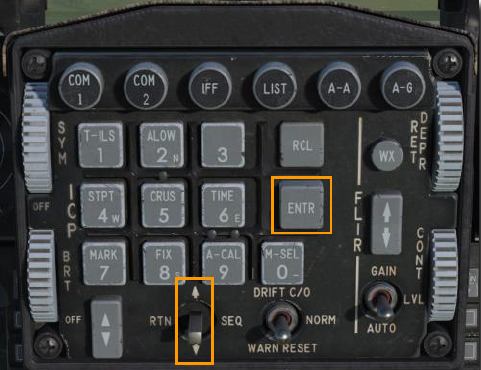 COM 1
COM 2
IFF
LIST
A-A
A-G
SYM
T-ILS 1
ALOW 2 N
3
RCL
WX
RET DEPR
OFF
ICP
STPT 4 W
CRUS 5
TIME 6 E
ENTR
FLIR
BRT
MARK 7
FIX 8 S
A-CAL 9
M-SEL 0 -
CONT
GAIN
LVL
AUTO
OFF
RTN
SEQ
DRIFT C/O
NORM
WARN RESET